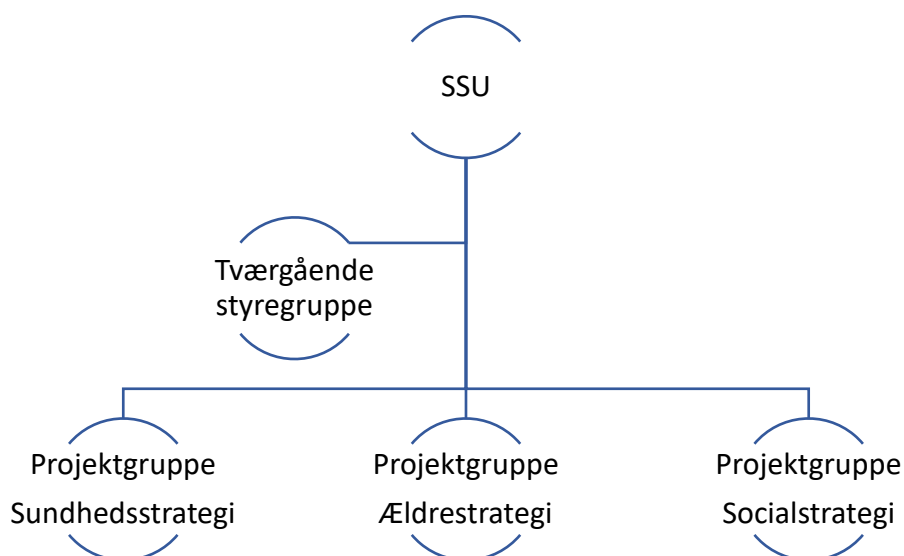 SSU
Tværgående
styregruppe
Projektgruppe
Sundhedsstrategi
Projektgruppe
Ældrestrategi
Projektgruppe
Socialstrategi